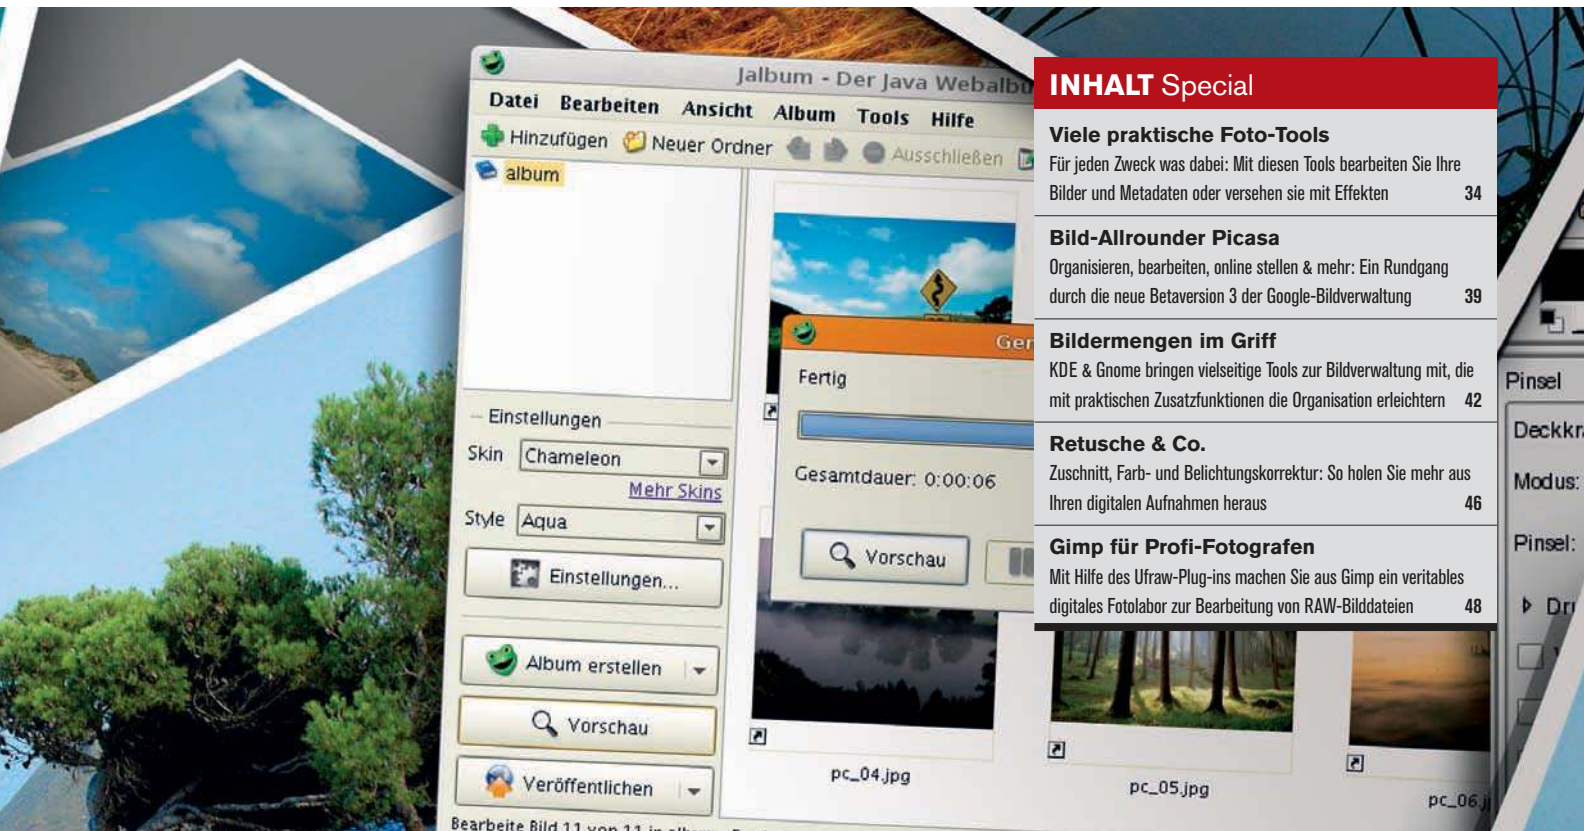 Jalbum - Der Java
Datei Bearbeiten Ansicht Album Tools Hilfe
Hinzufügen Neuer Ordner Ausschließen
album
Einstellungen
Skin Chameleon
Mehr Skins
Style Aqua
Einstellungen...
Album erstellen
Vorschau
Veröffentlichen
Bearbeite Bild 11 von 11 in
Fertig
Gesamtdauer: 0:00:06
Vorschau
pc_04.jpg
pc_05.jpg
INHALT Special
Viele praktische Foto-Tools
Für jeden Zweck was dabei: Mit diesen Tools bearbeiten Sie Ihre
Bilder und Metadaten oder versehen sie mit Effekten 34
Bild-Allrounder Picasa
Organisieren, bearbeiten, online stellen & mehr: Ein Rundgang
durch die neue Betaversion 3 der Google-Bildverwaltung 39
Bildermengen im Griff
KDE & Gnome bringen vielseitige Tools zur Bildverwaltung mit, die
mit praktischen Zusatzfunktionen die Organisation erleichtern 42
Retusche & Co.
Zuschnitt, Farb- und Belichtungskorrektur: So holen Sie mehr aus
Ihren digitalen Aufnahmen heraus 46
Gimp für Profi-Fotografen
Mit Hilfe des Ufraw-Plug-ins machen Sie aus Gimp ein veritables
digitales Fotolabor zur Bearbeitung von RAW-Bilddateien 48
Pinsel
Modus:
Pinsel: